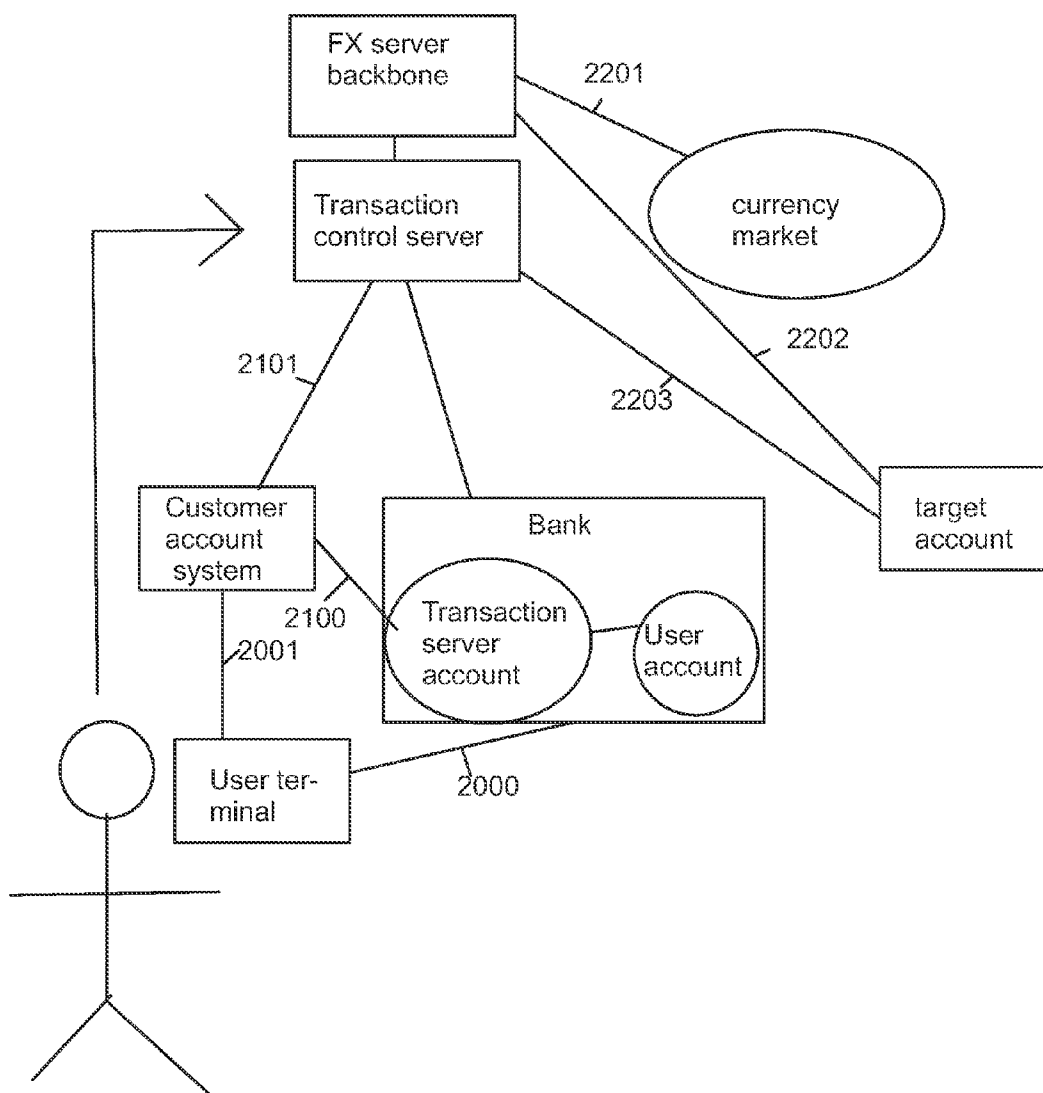 FX server
backbone
2201
Transaction
control server
currency
market
2101
2202
2203
Customer
account
system
Bank
target
account
2100
Transaction
server
account
User
account
2001
User ter-
minal
2000